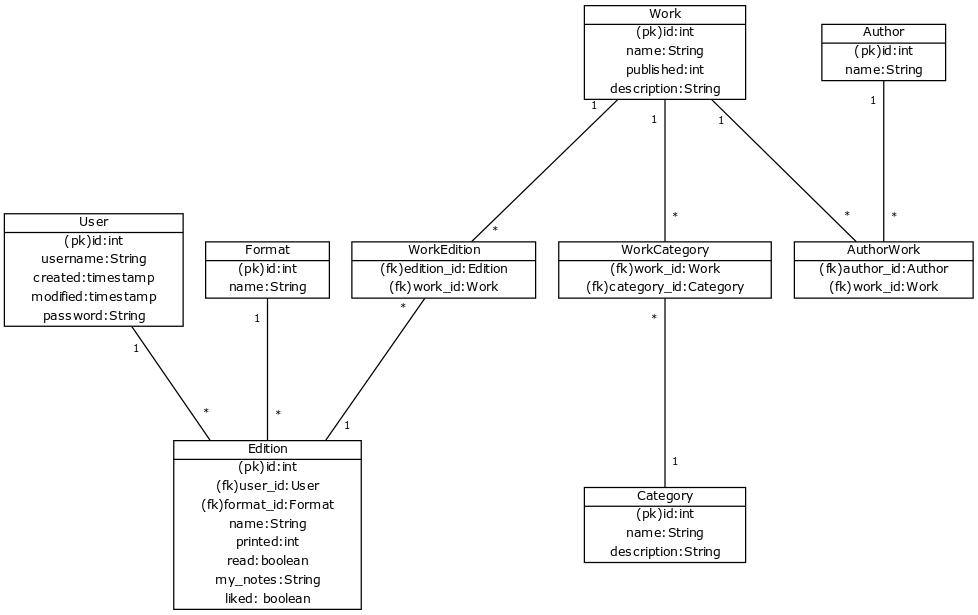 Work
(pk)id:int
name:String
published:int
description:String
Author
(pk)id:int
name:String
1
1
1
1
*
*
*
*
User
(pk)id:int
username:String
created:timestamp
modified:timestamp
password:String
Format
(pk)id:int
name:String
WorkEdition
(fk)edition_id:Edition
(fk)work_id:Work
WorkCategory
(fk)work_id:Work
(fk)category_id:Category
AuthorWork
(fk)author_id:Author
(fk)work_id:Work
1
1
*
*
*
*
1
1
Edition
(pk)id:int
(fk)user_id:User
(fk)format_id:Format
name:String
printed:int
read:boolean
my_notes:String
liked: boolean
Category
(pk)id:int
name:String
description:String